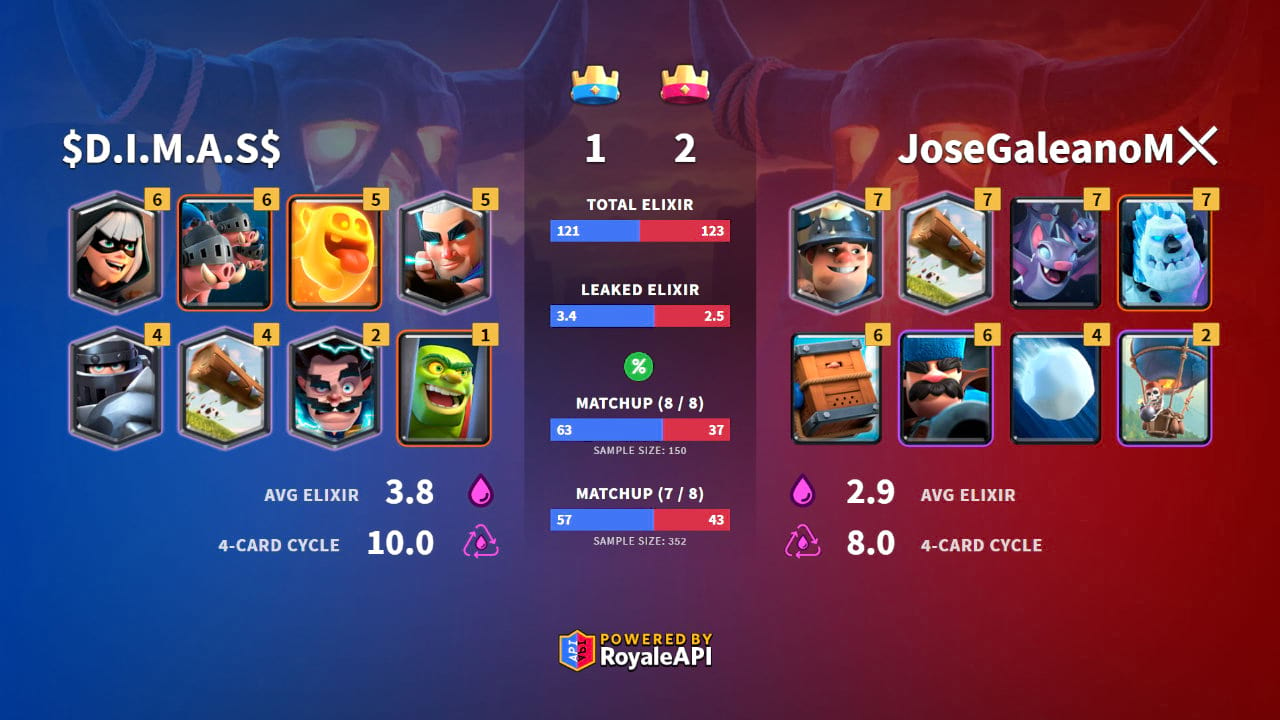 1 2
$D.I.M.A.S$
JoseGaleanoM╳
6 6 5 5
4 4 2 1
AVG ELIXIR 3.8
4-CARD CYCLE 10.0
TOTAL ELIXIR
121 123
LEAKED ELIXIR
3.4 2.5
%
MATCHUP (8 / 8)
63 37
SAMPLE SIZE: 150
MATCHUP (7 / 8)
57 43
SAMPLE SIZE: 352
7 7 7 7
6 6 4 2
2.9 AVG ELIXIR
8.0 4-CARD CYCLE
API
API
POWERED BY
RoyaleAPI